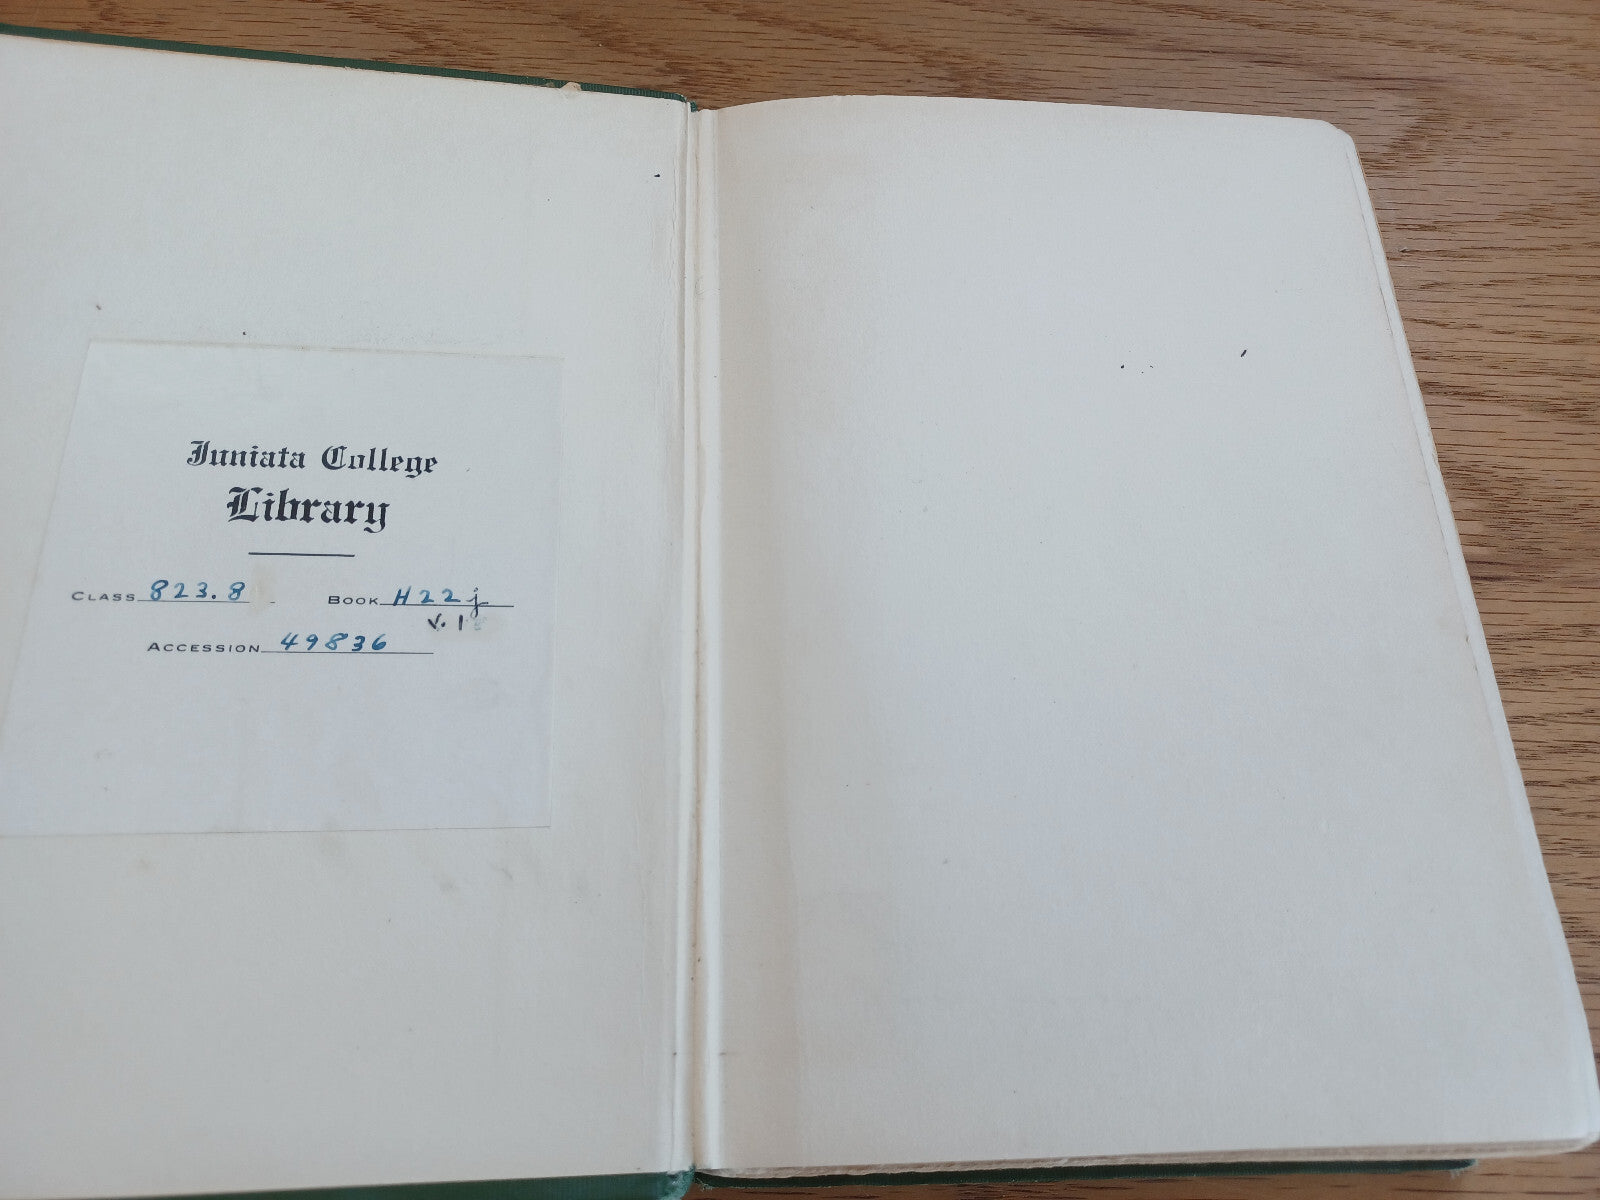 Juniata College
Library
CLASS 823.8 BOOK H22j
v.1
ACCESSION 49836